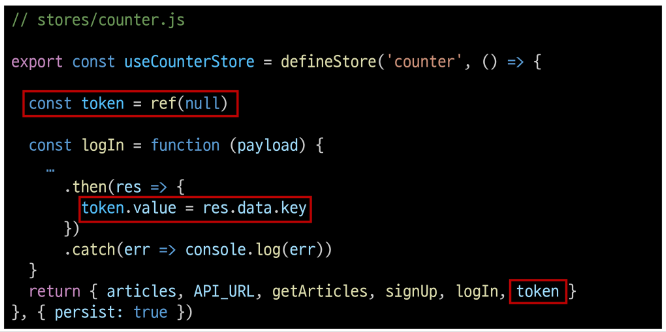 // stores/counter.js
export const useCounterStore = defineStore('counter', () => {
const token = ref(null)
const logIn = function (payload) {
…
.then(res => {
token.value = res.data.key
})
.catch(err => console.log(err))
}
return { articles, API_URL, getArticles, signUp, logIn, token }
}, { persist: true })